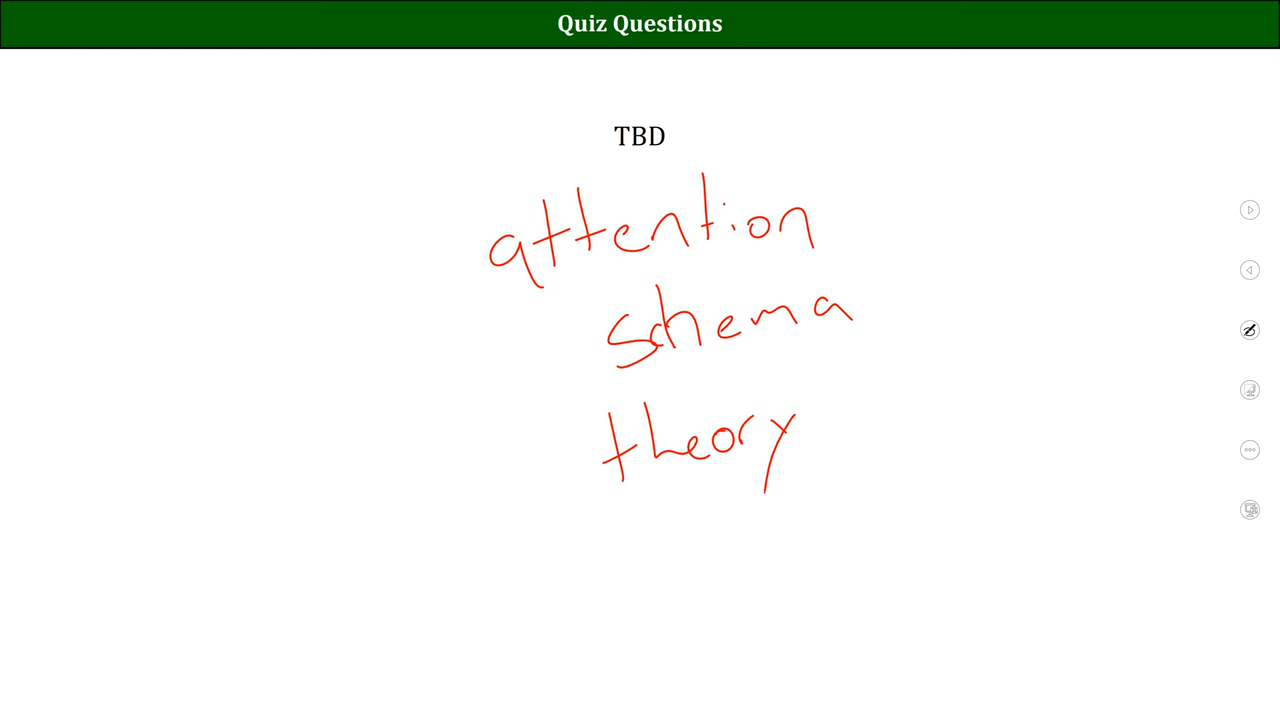 Quiz Questions
TBD
attention
schema
theory